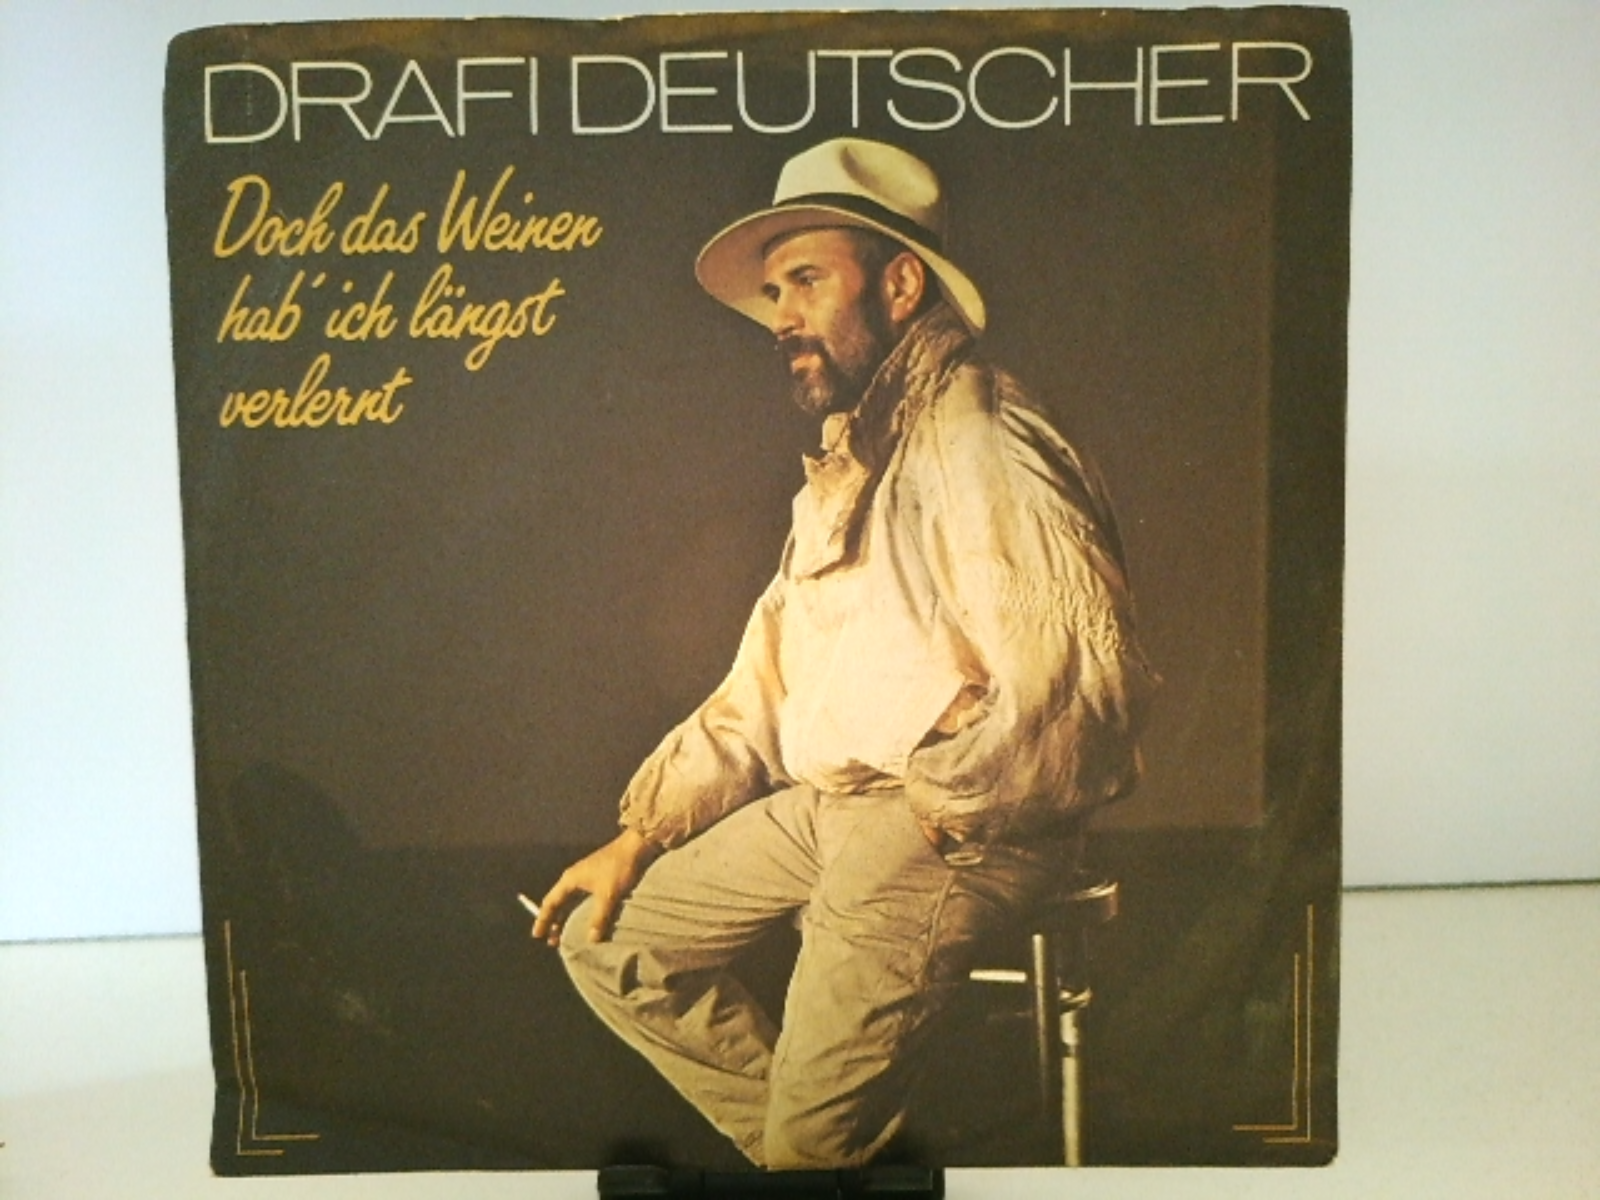 DRAFI DEUTSCHER
Doch das Weinen
hab' ich längst
verlernt